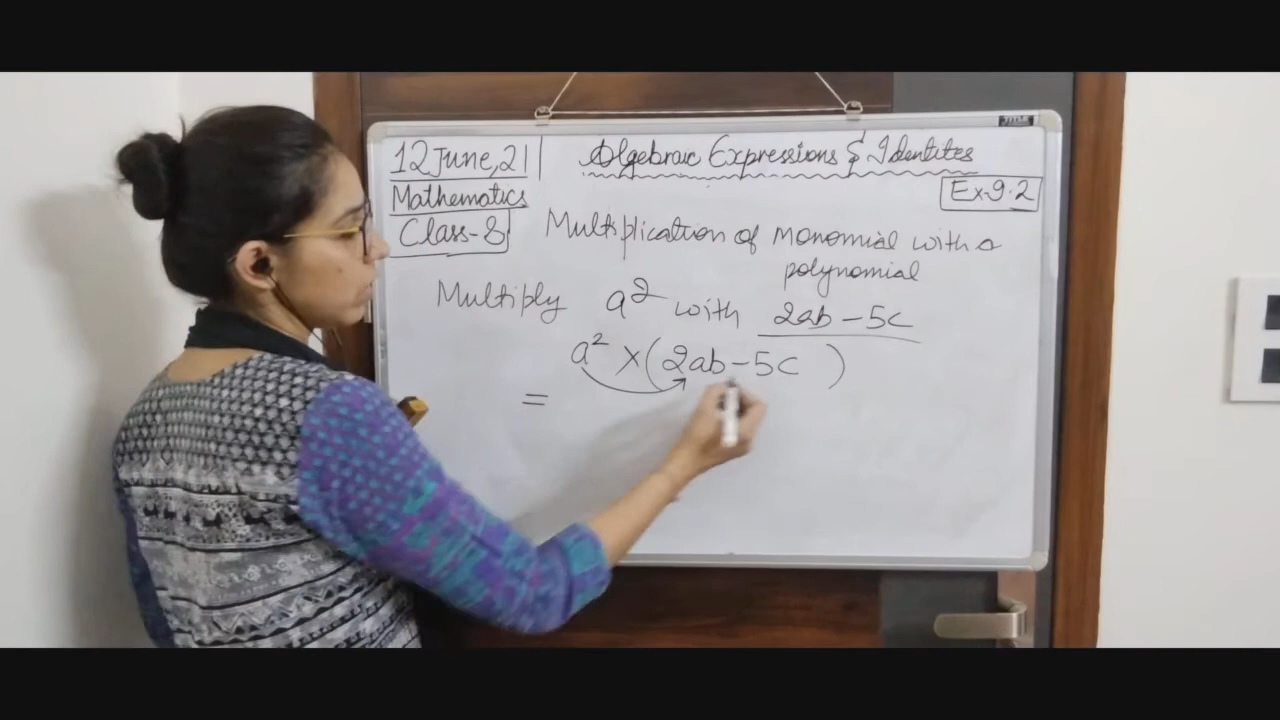 TITLE
12 June, 21
Algebraic Expressions & Identites
Mathematics
Ex-9.2
Class-8
Multiplication of monomial with a
polynomial
Multiply a² with 2ab - 5c
a² × (2ab - 5c )
=